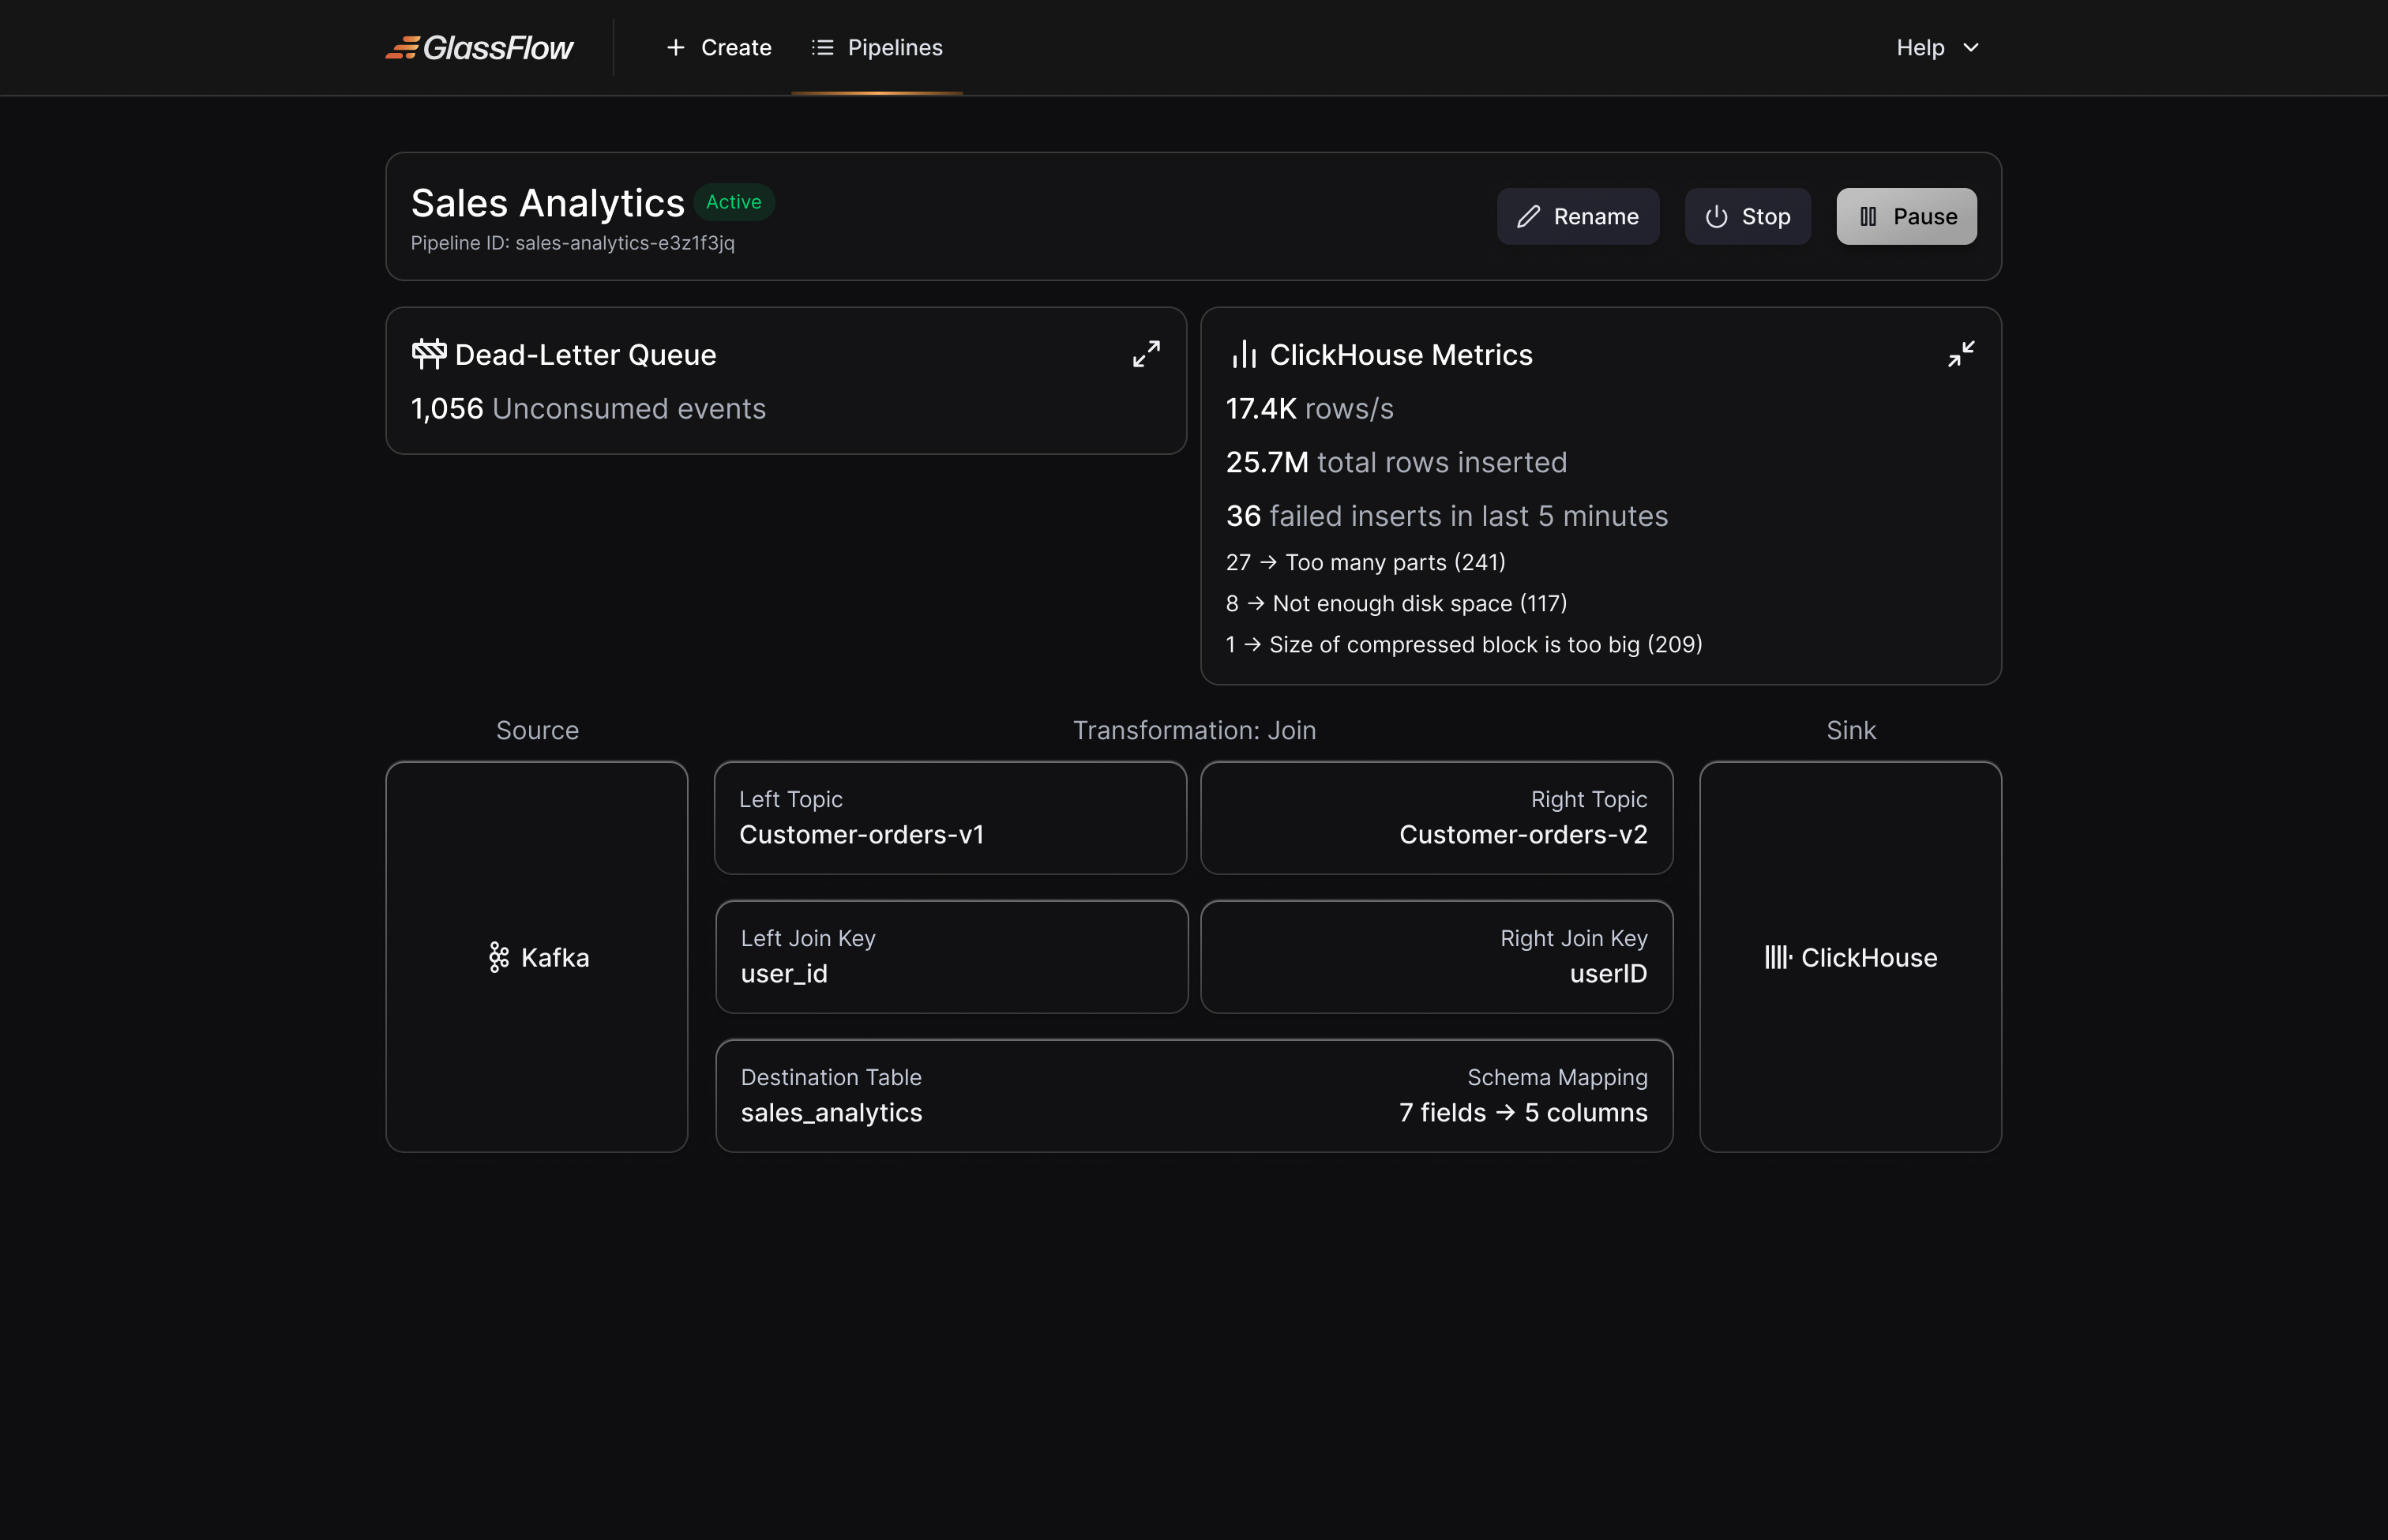 GlassFlow
Create
Pipelines
Help
Sales Analytics
Active
Pipeline ID: sales-analytics-e3z1f3jq
Rename
Stop
Pause
Dead-Letter Queue
1,056 Unconsumed events
ClickHouse Metrics
17.4K rows/s
25.7M total rows inserted
36 failed inserts in last 5 minutes
27 → Too many parts (241)
8 → Not enough disk space (117)
1 → Size of compressed block is too big (209)
Source
Transformation: Join
Sink
Kafka
Left Topic
Customer-orders-v1
Right Topic
Customer-orders-v2
Left Join Key
user_id
Right Join Key
userID
Destination Table
sales_analytics
Schema Mapping
7 fields → 5 columns
ClickHouse